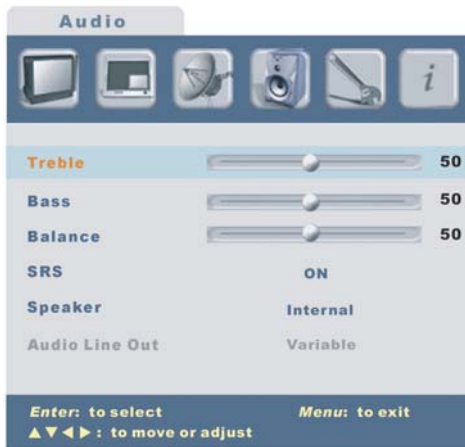 Audio
i
Treble 50
Bass 50
Balance 50
SRS ON
Speaker Internal
Audio Line Out Variable
Enter: to select Menu: to exit
▲▼◄►: to move or adjust